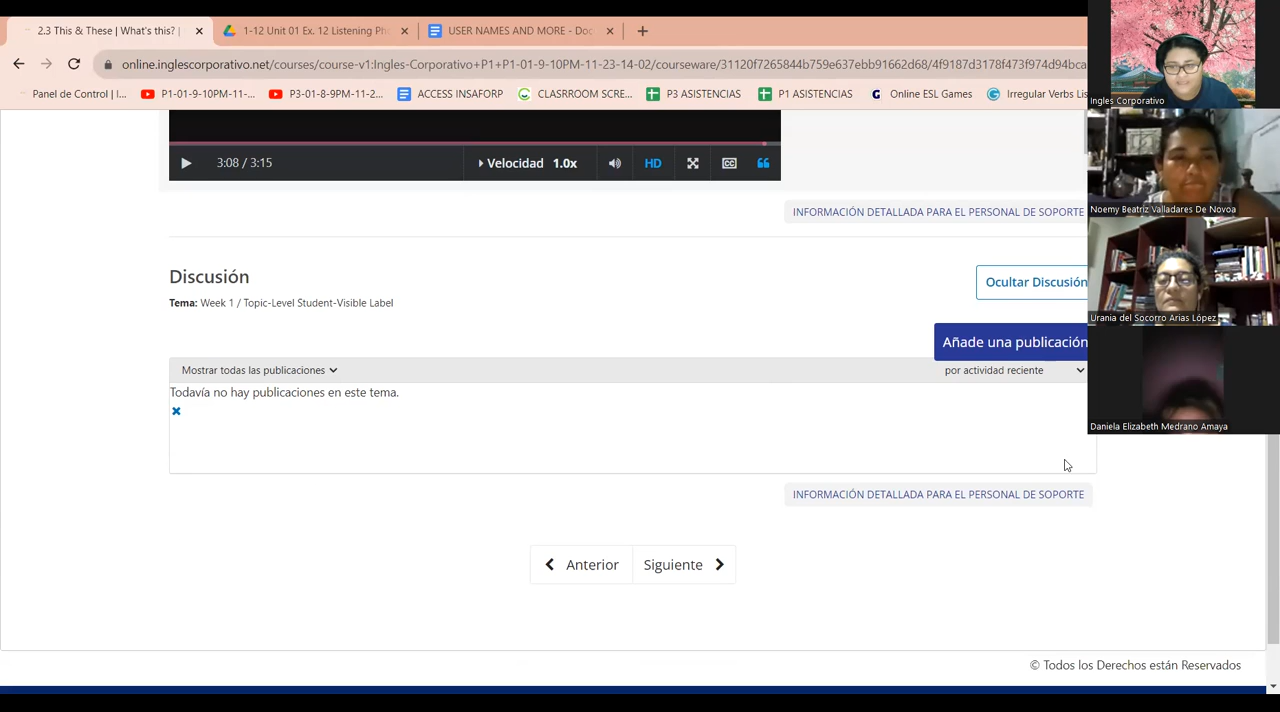 2.3 This & These | What's this? |
1-12 Unit 01 Ex. 12 Listening Ph
USER NAMES AND MORE - Doc
online.inglescorporativo.net/courses/course-v1:Ingles-Corporativo+P1+P1-01-9-10PM-11-23-14-02/courseware/31120f7265844b759e637ebb91662d68/4f9187d3178f473f974d94bca
Panel de Control | I...
P1-01-9-10PM-11-...
P3-01-8-9PM-11-2...
ACCESS INSAFORP
CLASRROOM SCRE...
P3 ASISTENCIAS
P1 ASISTENCIAS
Online ESL Games
Irregular Verbs Lis
3:08 / 3:15
Velocidad 1.0x
HD
INFORMACIÓN DETALLADA PARA EL PERSONAL DE SOPORTE
Discusión
Ocultar Discusión
Tema: Week 1 / Topic-Level Student-Visible Label
Añade una publicación
Mostrar todas las publicaciones
por actividad reciente
Todavía no hay publicaciones en este tema.
INFORMACIÓN DETALLADA PARA EL PERSONAL DE SOPORTE
Anterior
Siguiente
© Todos los Derechos están Reservados
Ingles Corporativo
Noemy Beatriz Valladares De Novoa
Urania del Socorro Arias López
Daniela Elizabeth Medrano Amaya